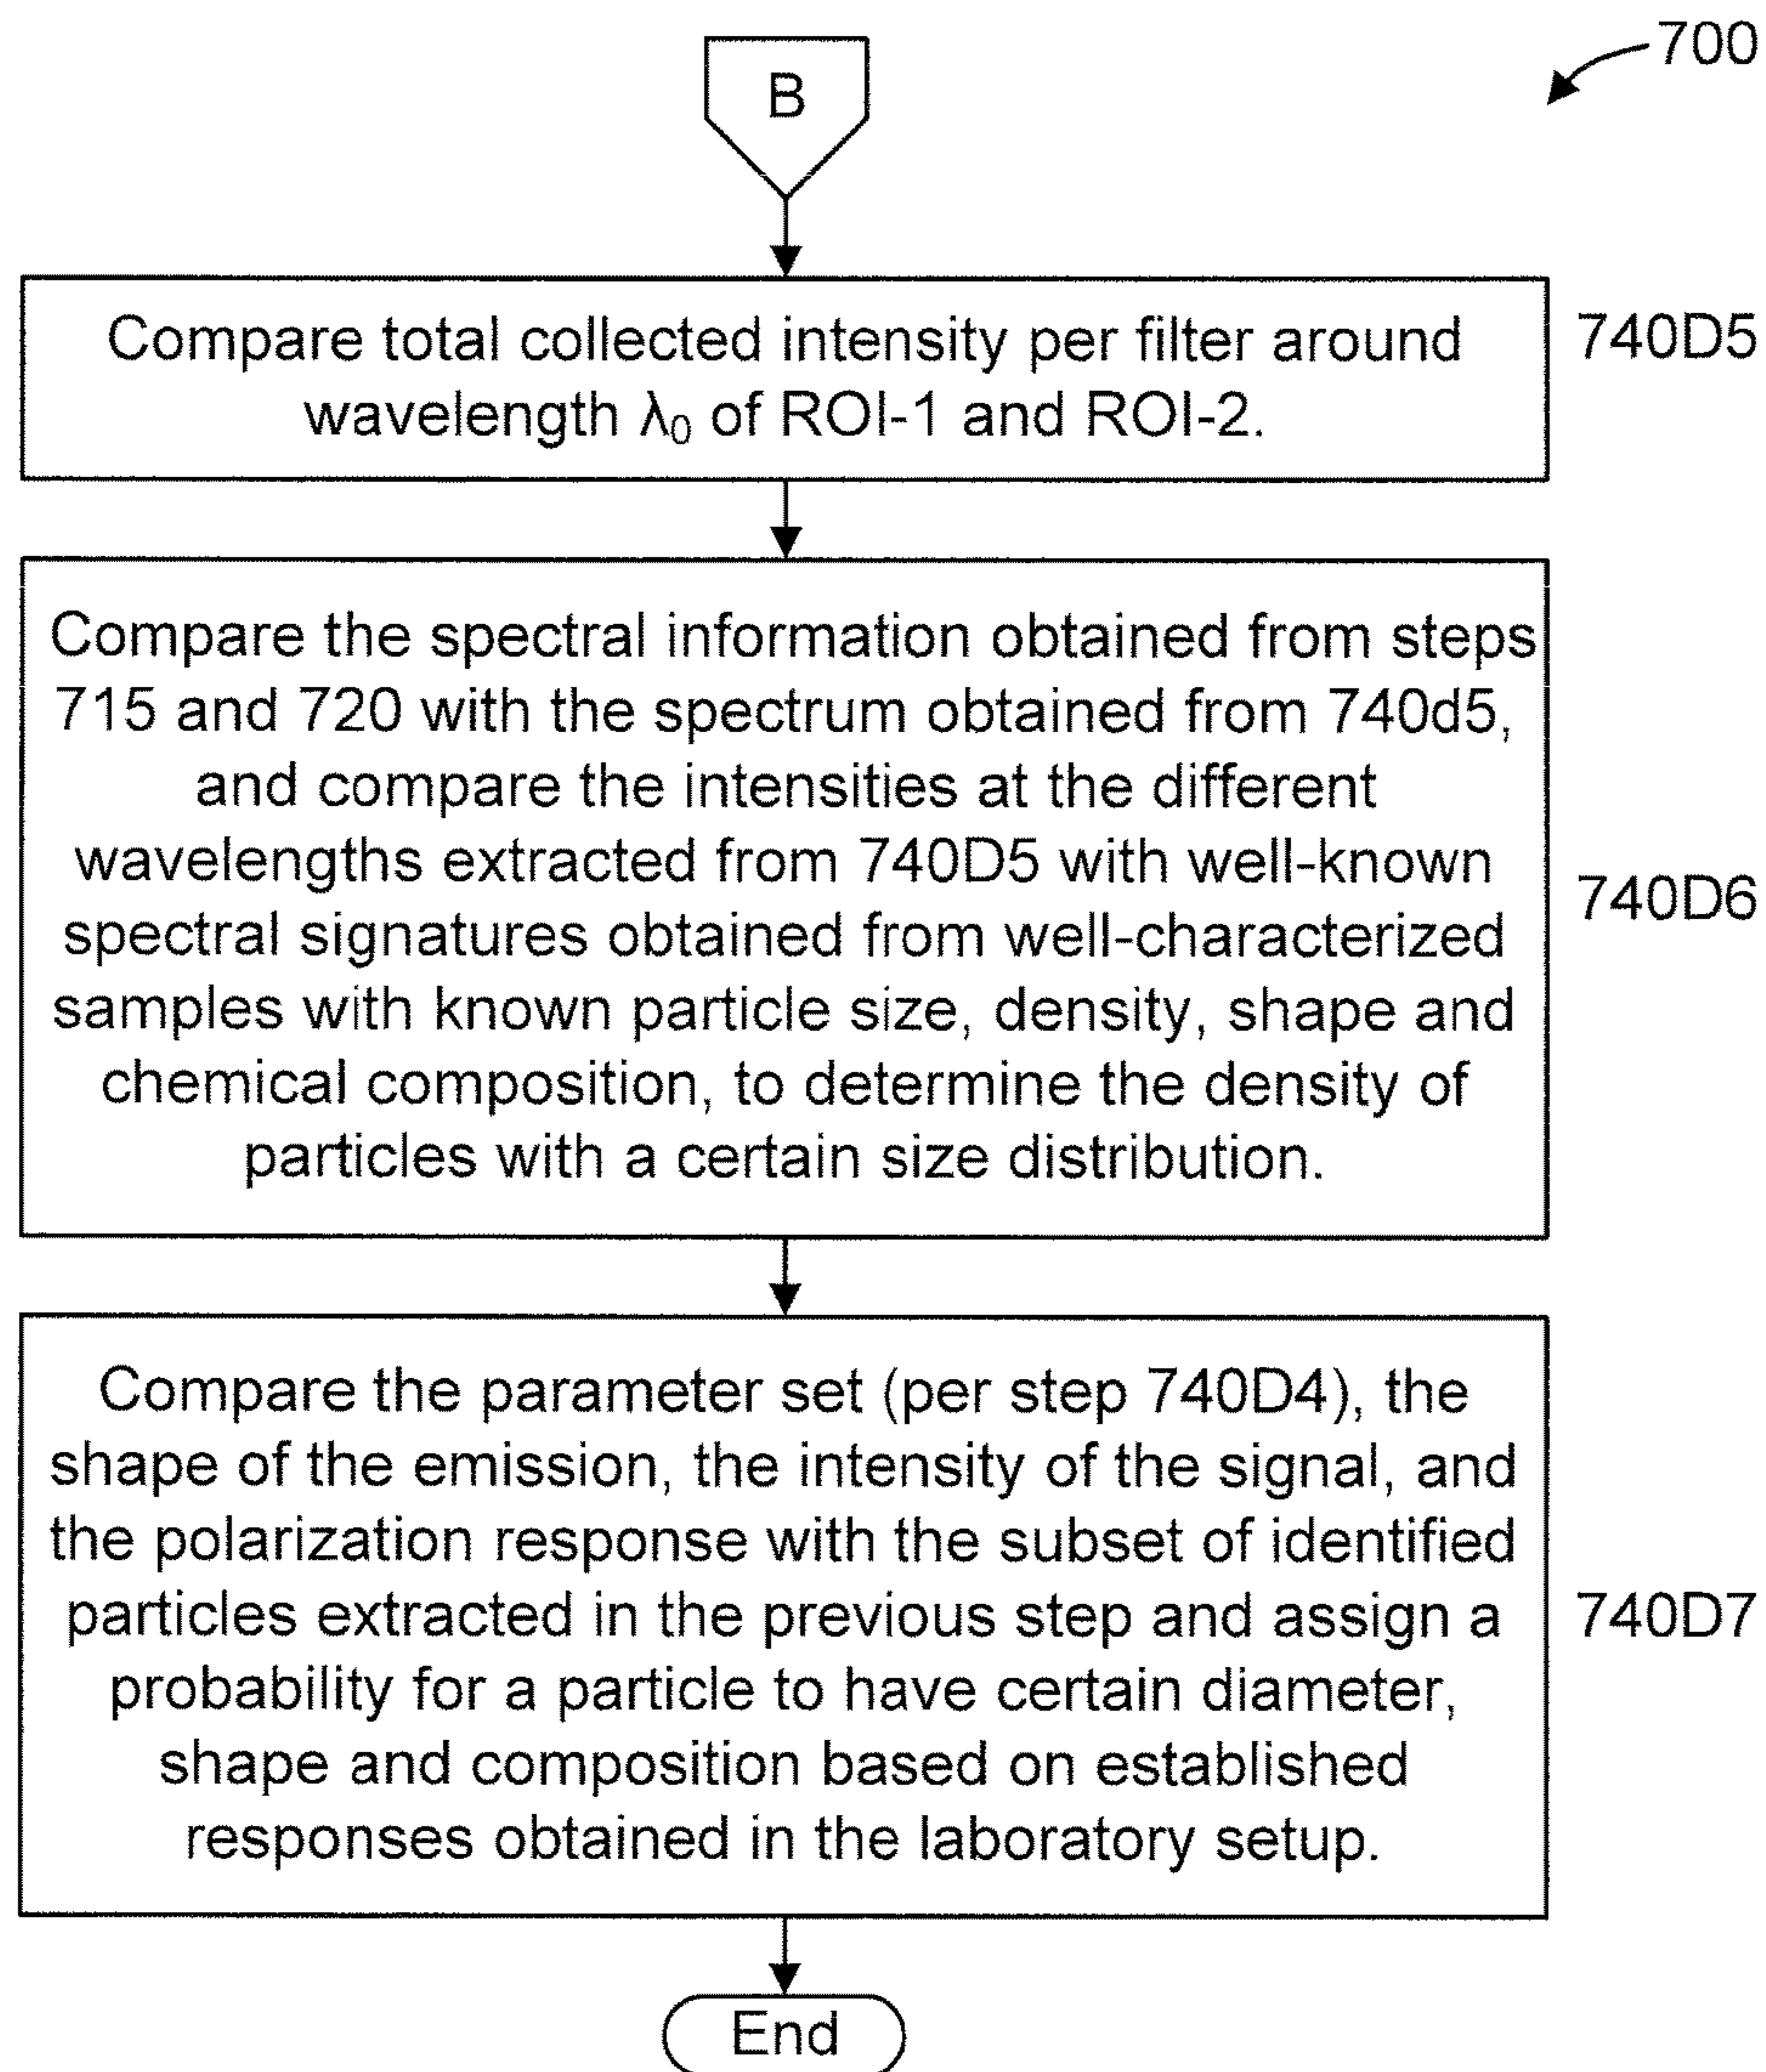 700
B
Compare total collected intensity per filter around
wavelength λ₀ of ROI-1 and ROI-2.
740D5
Compare the spectral information obtained from steps
715 and 720 with the spectrum obtained from 740d5,
and compare the intensities at the different
wavelengths extracted from 740D5 with well-known
spectral signatures obtained from well-characterized
samples with known particle size, density, shape and
chemical composition, to determine the density of
particles with a certain size distribution.
740D6
Compare the parameter set (per step 740D4), the
shape of the emission, the intensity of the signal, and
the polarization response with the subset of identified
particles extracted in the previous step and assign a
probability for a particle to have certain diameter,
shape and composition based on established
responses obtained in the laboratory setup.
740D7
End